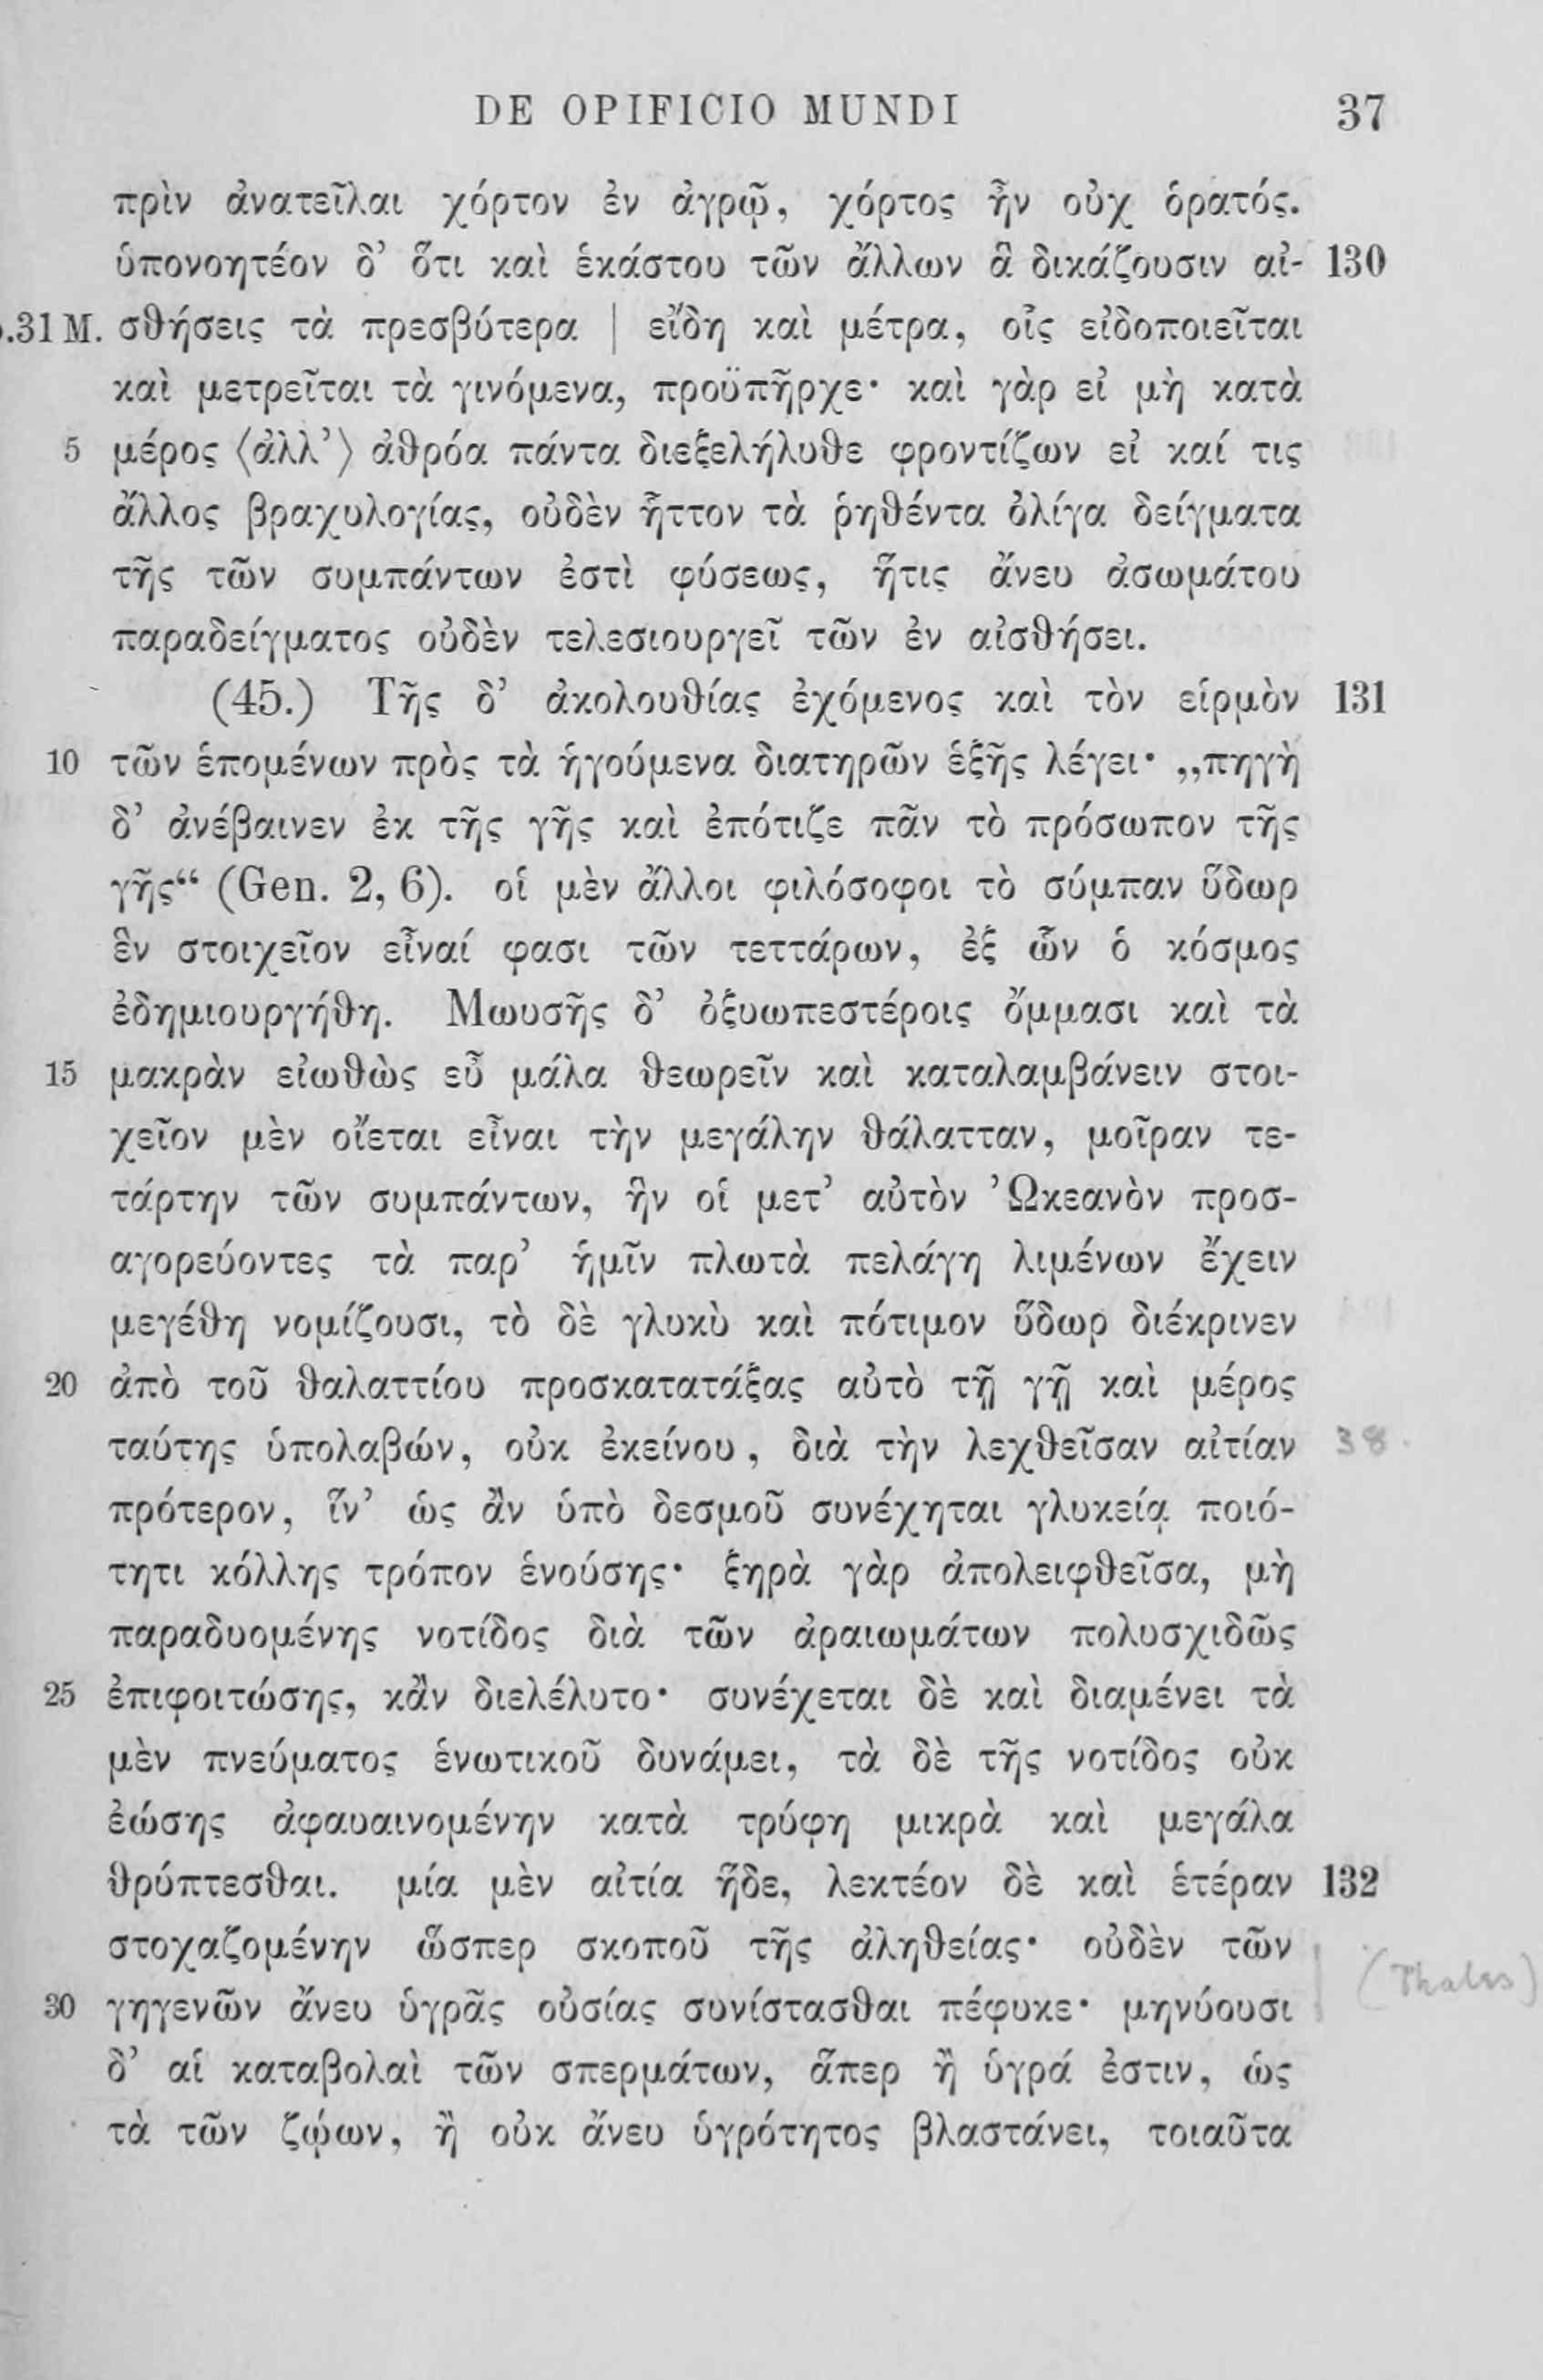 DE OPIFICIO MUNDI 37
πρὶν ἀνατεῖλαι χόρτον ἐν ἀγρῷ, χόρτος ἦν οὐχ ὁρατός.
ὑπονοητέον δ’ ὅτι καὶ ἑκάστου τῶν ἄλλων ἃ δικάζουσιν αἰ- 130
p.31 M. σθήσεις τὰ πρεσβύτερα | εἴδη καὶ μέτρα, οἷς εἰδοποιεῖται
καὶ μετρεῖται τὰ γινόμενα, προϋπῆρχε· καὶ γὰρ εἰ μὴ κατὰ
5 μέρος ⟨ἀλλ’⟩ ἀθρόα πάντα διεξελήλυθε φροντίζων εἰ καί τις
ἄλλος βραχυλογίας, οὐδὲν ἧττον τὰ ῥηθέντα ὀλίγα δείγματα
τῆς τῶν συμπάντων ἐστὶ φύσεως, ἥτις ἄνευ ἀσωμάτου
παραδείγματος οὐδὲν τελεσιουργεῖ τῶν ἐν αἰσθήσει.
(45.) Τῆς δ’ ἀκολουθίας ἐχόμενος καὶ τὸν εἱρμὸν 131
10 τῶν ἑπομένων πρὸς τὰ ἡγούμενα διατηρῶν ἑξῆς λέγει· „πηγὴ
δ’ ἀνέβαινεν ἐκ τῆς γῆς καὶ ἐπότιζε πᾶν τὸ πρόσωπον τῆς
γῆς“ (Gen. 2, 6). οἱ μὲν ἄλλοι φιλόσοφοι τὸ σύμπαν ὕδωρ
ἓν στοιχεῖον εἶναί φασι τῶν τεττάρων, ἐξ ὧν ὁ κόσμος
ἐδημιουργήθη. Μωυσῆς δ’ ὀξυωπεστέροις ὄμμασι καὶ τὰ
15 μακρὰν εἰωθὼς εὖ μάλα θεωρεῖν καὶ καταλαμβάνειν στοι-
χεῖον μὲν οἴεται εἶναι τὴν μεγάλην θάλατταν, μοῖραν τε-
τάρτην τῶν συμπάντων, ἣν οἱ μετ’ αὐτὸν Ὠκεανὸν προσ-
αγορεύοντες τὰ παρ’ ἡμῖν πλωτὰ πελάγη λιμένων ἔχειν
μεγέθη νομίζουσι, τὸ δὲ γλυκὺ καὶ πότιμον ὕδωρ διέκρινεν
20 ἀπὸ τοῦ θαλαττίου προσκατατάξας αὐτὸ τῇ γῇ καὶ μέρος
ταύτης ὑπολαβών, οὐκ ἐκείνου, διὰ τὴν λεχθεῖσαν αἰτίαν 38.
πρότερον, ἵν’ ὡς ἂν ὑπὸ δεσμοῦ συνέχηται γλυκείᾳ ποιό-
τητι κόλλης τρόπον ἑνούσης· ξηρὰ γὰρ ἀπολειφθεῖσα, μὴ
παραδυομένης νοτίδος διὰ τῶν ἀραιωμάτων πολυσχιδῶς
25 ἐπιφοιτώσης, κἂν διελέλυτο· συνέχεται δὲ καὶ διαμένει τὰ
μὲν πνεύματος ἑνωτικοῦ δυνάμει, τὰ δὲ τῆς νοτίδος οὐκ
ἐώσης ἀφαυαινομένην κατὰ τρύφη μικρὰ καὶ μεγάλα
θρύπτεσθαι. μία μὲν αἰτία ἥδε, λεκτέον δὲ καὶ ἑτέραν 132
στοχαζομένην ὥσπερ σκοποῦ τῆς ἀληθείας· οὐδὲν τῶν
(Thales)
30 γηγενῶν ἄνευ ὑγρᾶς οὐσίας συνίστασθαι πέφυκε· μηνύουσι
δ’ αἱ καταβολαὶ τῶν σπερμάτων, ἅπερ ἢ ὑγρά ἐστιν, ὡς
τὰ τῶν ζῴων, ἢ οὐκ ἄνευ ὑγρότητος βλαστάνει, τοιαῦτα